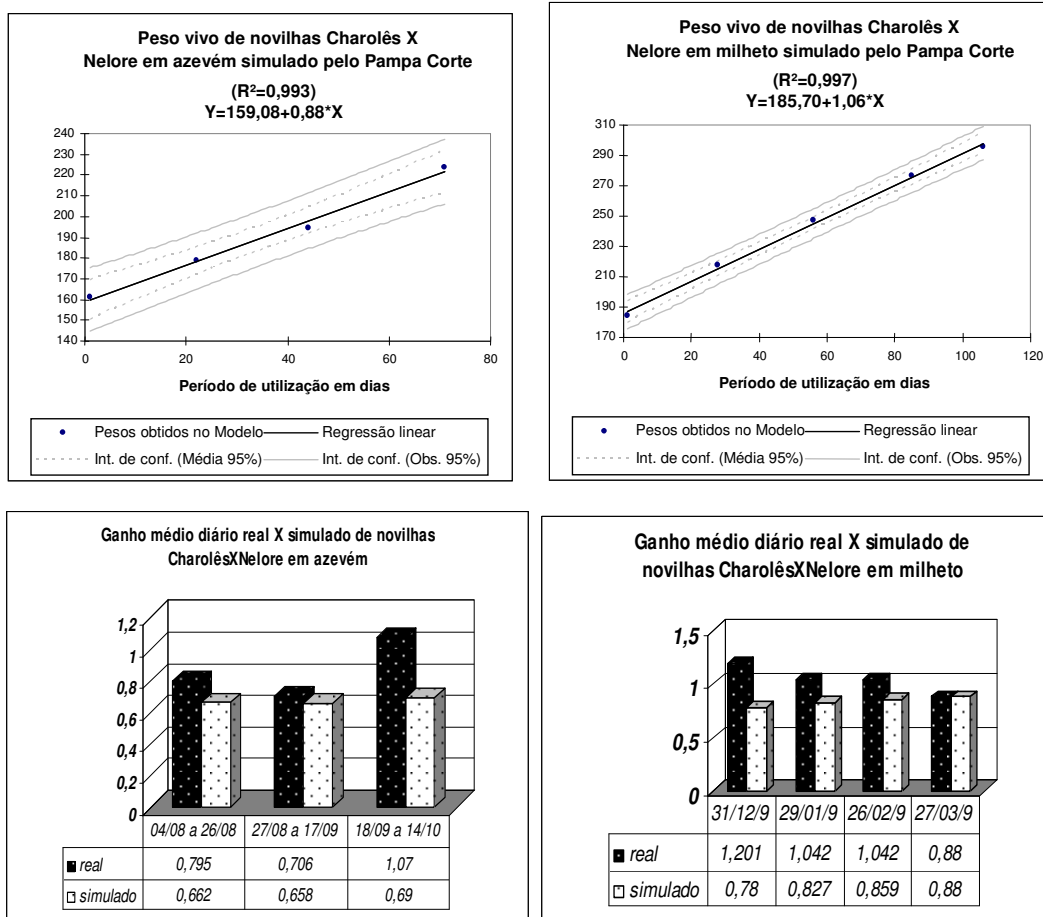 Peso vivo de novilhas Charolês X
Nelore em azevém simulado pelo Pampa Corte
(R²=0,993)
Y=159,08+0,88*X
240
230
220
210
200
190
180
170
160
150
140
0 20 40 60 80
Período de utilização em dias
Pesos obtidos no Modelo Regressão linear
Int. de conf. (Média 95%) Int. de conf. (Obs. 95%)
Peso vivo de novilhas Charolês X
Nelore em milheto simulado pelo Pampa Corte
(R²=0,997)
Y=185,70+1,06*X
310
290
270
250
230
210
190
170
0 20 40 60 80 100 120
Período de utilização em dias
Pesos obtidos no Modelo Regressão linear
Int. de conf. (Média 95%) Int. de conf. (Obs. 95%)
Ganho médio diário real X simulado de novilhas
CharolêsXNelore em azevém
1,2
1
0,8
0,6
0,4
0,2
0
04/08 a 26/08 27/08 a 17/09 18/09 a 14/10
real 0,795 0,706 1,07
simulado 0,662 0,658 0,69
Ganho médio diário real X simulado de
novilhas CharolêsXNelore em milheto
1,5
1
0,5
0
31/12/9 29/01/9 26/02/9 27/03/9
real 1,201 1,042 1,042 0,88
simulado 0,78 0,827 0,859 0,88